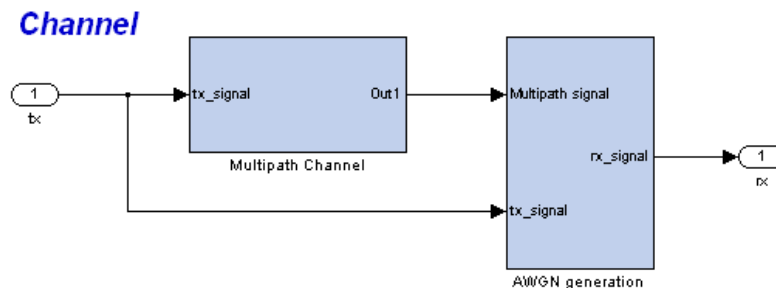 Channel
1
tx
tx_signal
Out1
Multipath Channel
Multipath signal
tx_signal
rx_signal
AWGN generation
1
rx